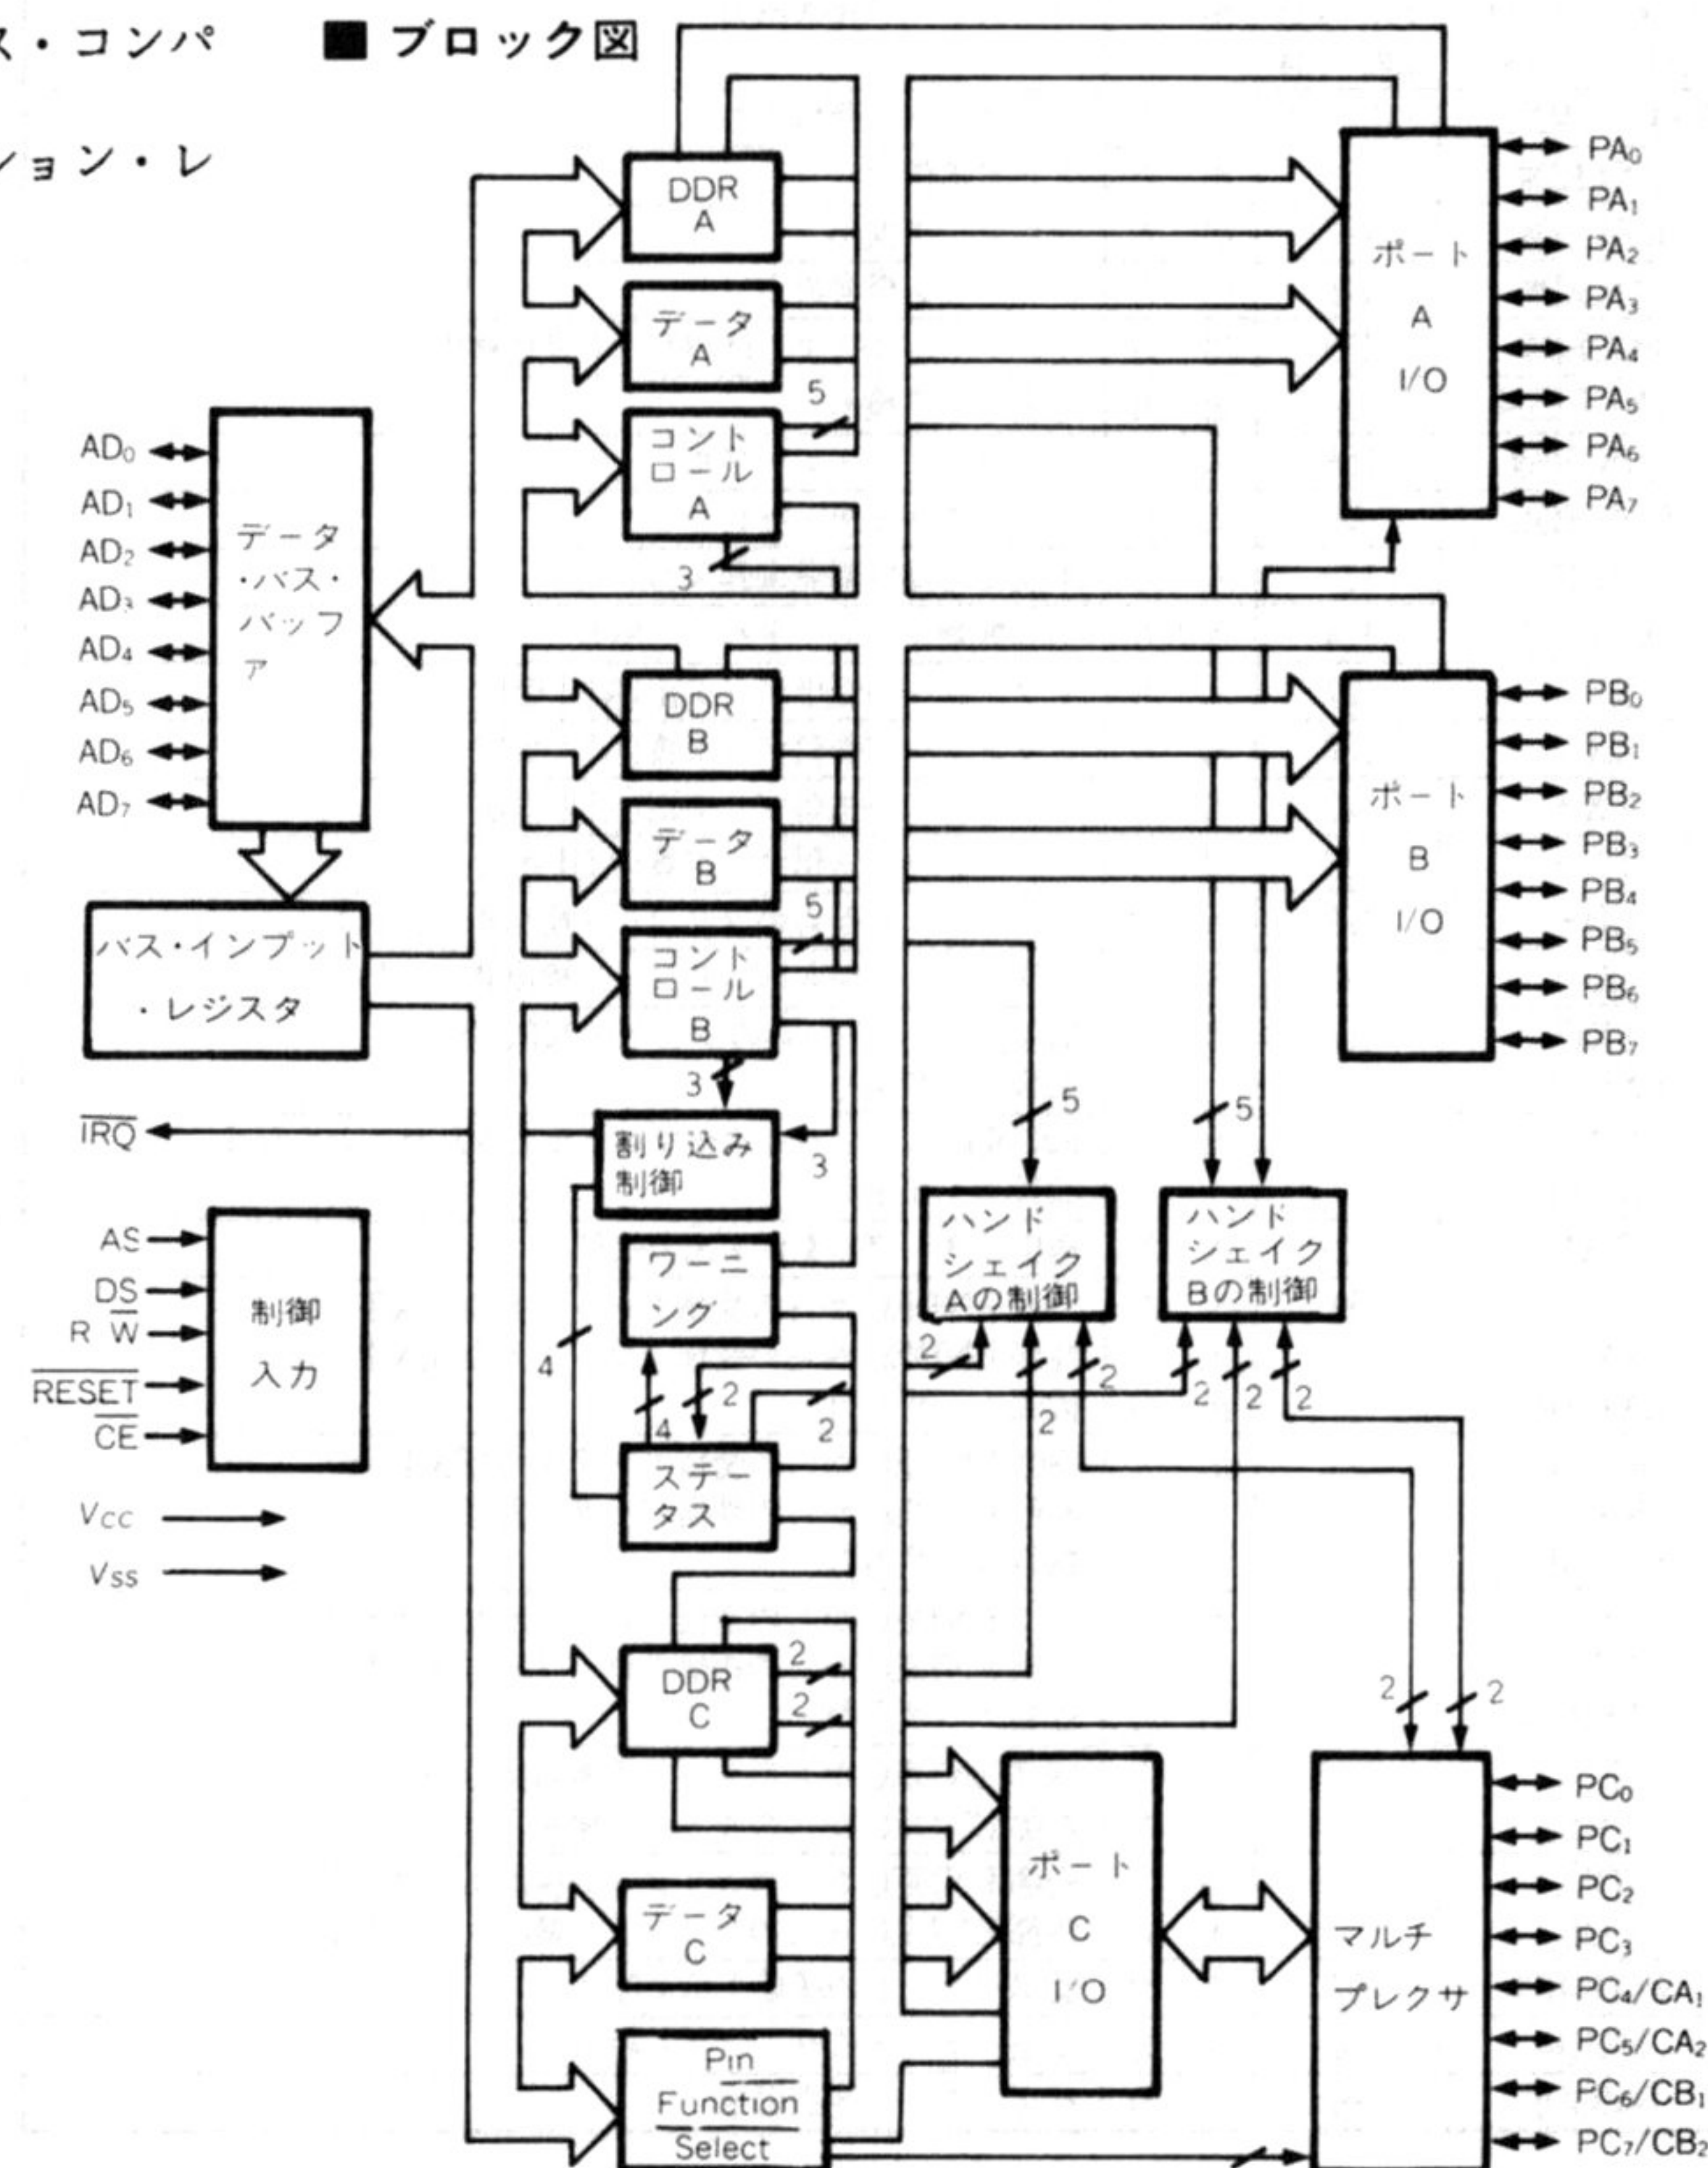 ス・コンパ
ション・レ
■ ブロック図
DDR
A
データ
A
5
コント
ロール
A
3
ポート
A
I/O
PA₀
PA₁
PA₂
PA₃
PA₄
PA₅
PA₆
PA₇
AD₀
AD₁
AD₂
AD₃
AD₄
AD₅
AD₆
AD₇
データ
・バス・
バッフ
ァ
バス・インプット
・レジスタ
DDR
B
データ
B
5
コント
ロール
B
3
3
ポート
B
I/O
PB₀
PB₁
PB₂
PB₃
PB₄
PB₅
PB₆
PB₇
IRQ
割り込み
制御
ワーニ
ング
4
4
2
2
ステー
タス
AS
DS
R W
RESET
CE
制御
入力
Vcc
Vss
5
5
ハンド
シェイク
Aの制御
ハンド
シェイク
Bの制御
2
2
2
2
2
2
DDR
C
2
2
データ
C
Pin
Function
Select
ポート
C
I/O
2
2
マルチ
プレクサ
PC₀
PC₁
PC₂
PC₃
PC₄/CA₁
PC₅/CA₂
PC₆/CB₁
PC₇/CB₂